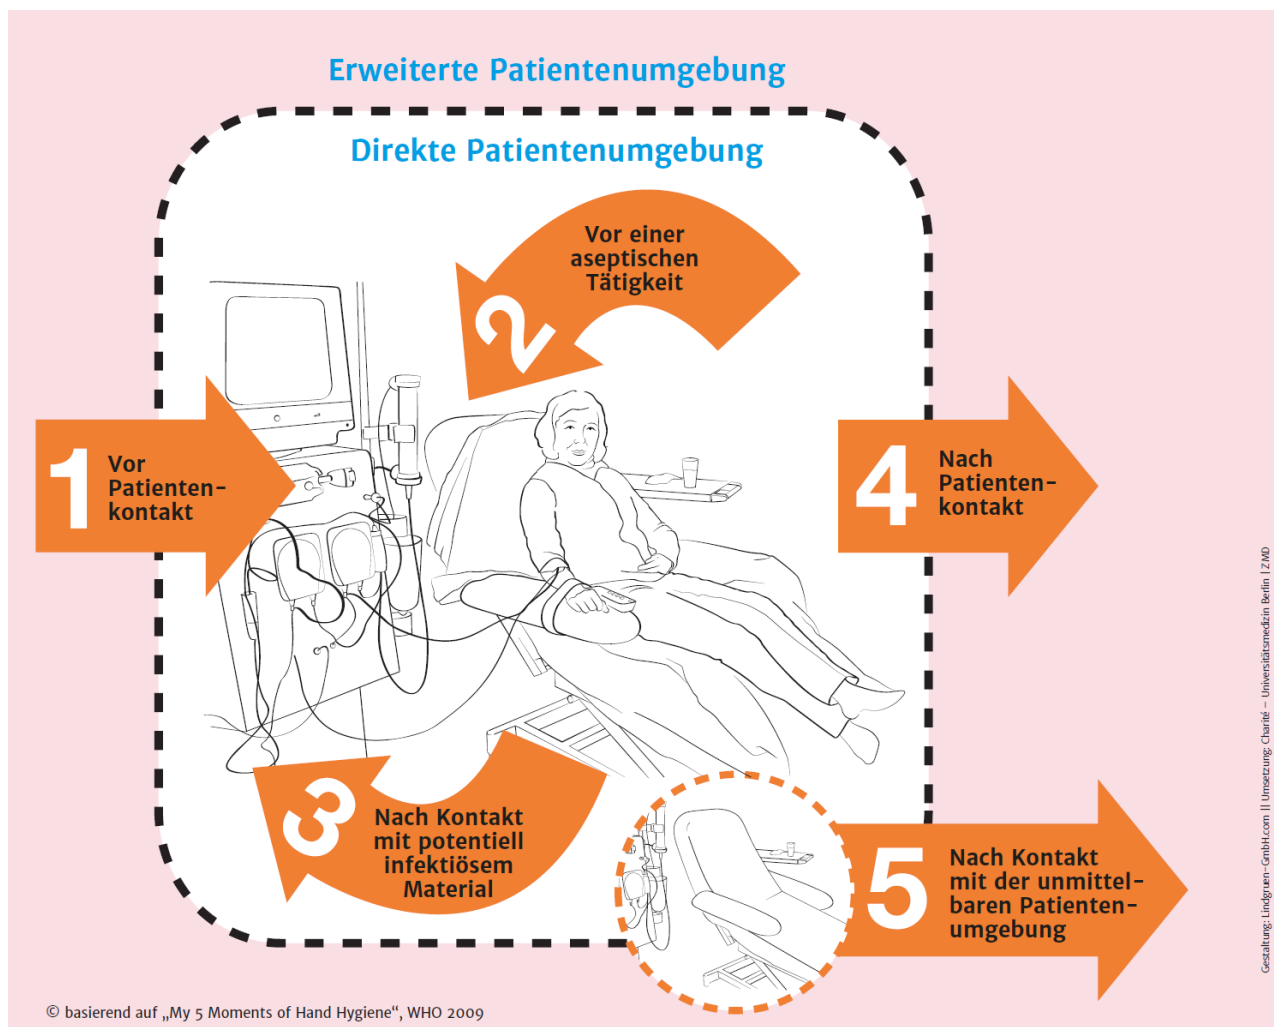 Erweiterte Patientenumgebung
Direkte Patientenumgebung
Vor einer
aseptischen
Tätigkeit
2
1
Vor
Patienten-
kontakt
4
Nach
Patienten-
kontakt
3
Nach Kontakt
mit potentiell
infektiösem
Material
5
Nach Kontakt
mit der unmittel-
baren Patienten-
umgebung
© basierend auf „My 5 Moments of Hand Hygiene“, WHO 2009
Gestaltung: Lindgruen-GmbH.com || Umsetzung: Charité – Universitätsmedizin Berlin | ZMD